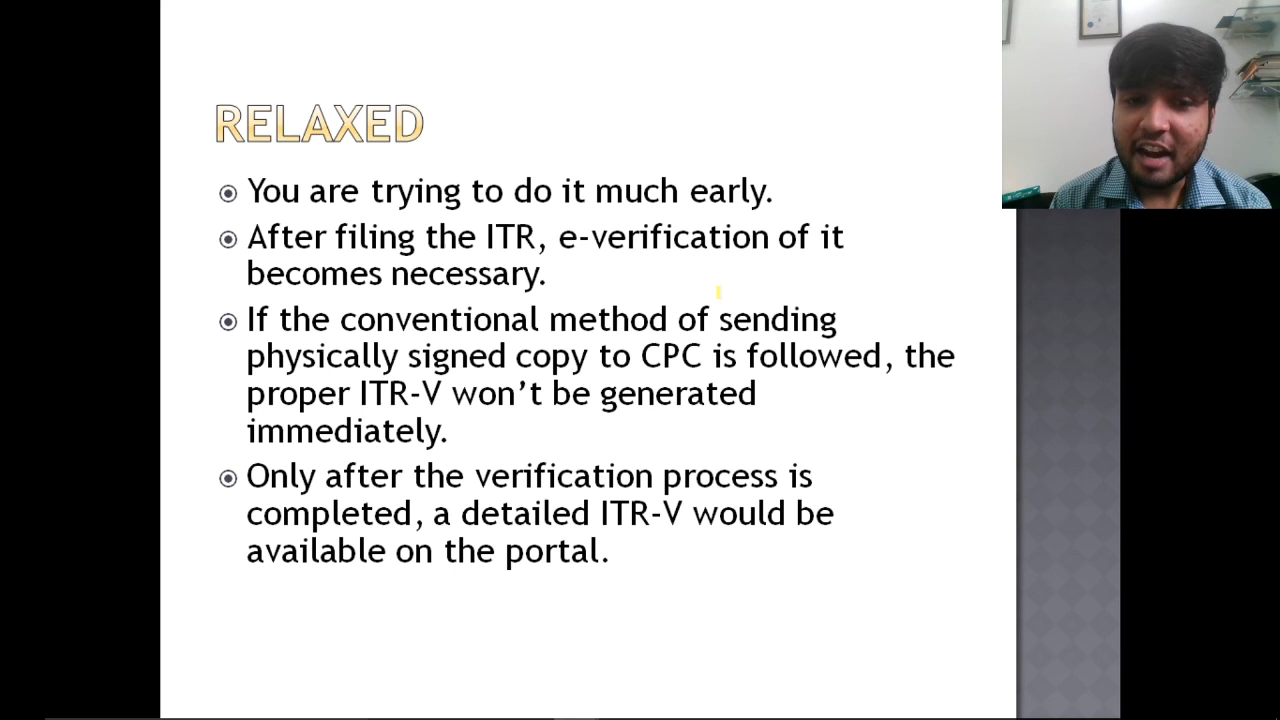 RELAXED
You are trying to do it much early.
After filing the ITR, e-verification of it
becomes necessary.
If the conventional method of sending
physically signed copy to CPC is followed, the
proper ITR-V won’t be generated
immediately.
Only after the verification process is
completed, a detailed ITR-V would be
available on the portal.